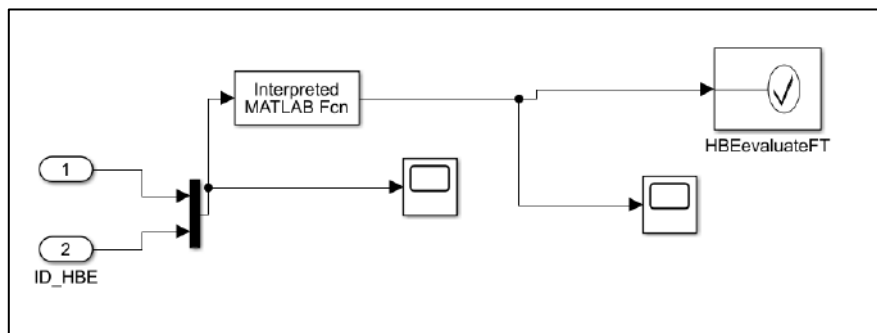 Interpreted
MATLAB Fcn
HBEevaluateFT
1
2
ID_HBE